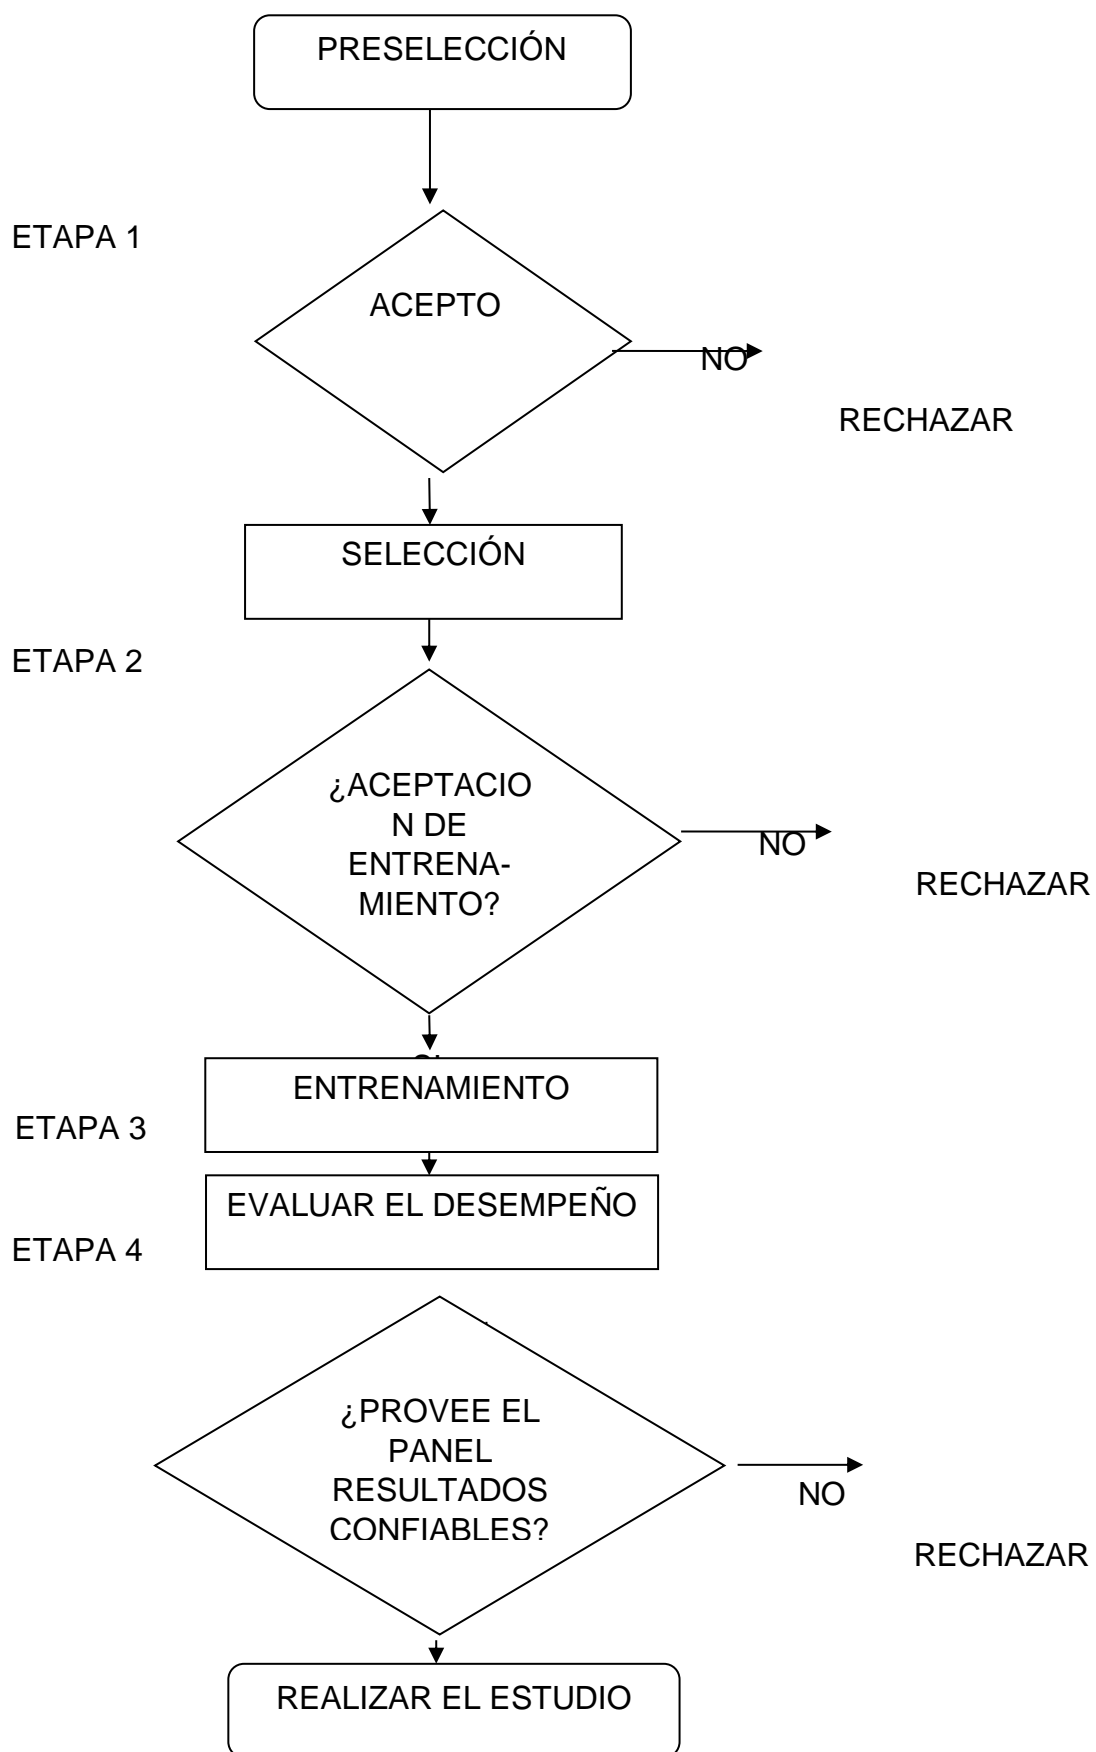 PRESELECCIÓN
ETAPA 1
ACEPTO
NO
RECHAZAR
SELECCIÓN
ETAPA 2
¿ACEPTACIO
N DE
ENTRENA-
MIENTO?
NO
RECHAZAR
ENTRENAMIENTO
ETAPA 3
EVALUAR EL DESEMPEÑO
ETAPA 4
¿PROVEE EL
PANEL
RESULTADOS
CONFIABLES?
NO
RECHAZAR
REALIZAR EL ESTUDIO